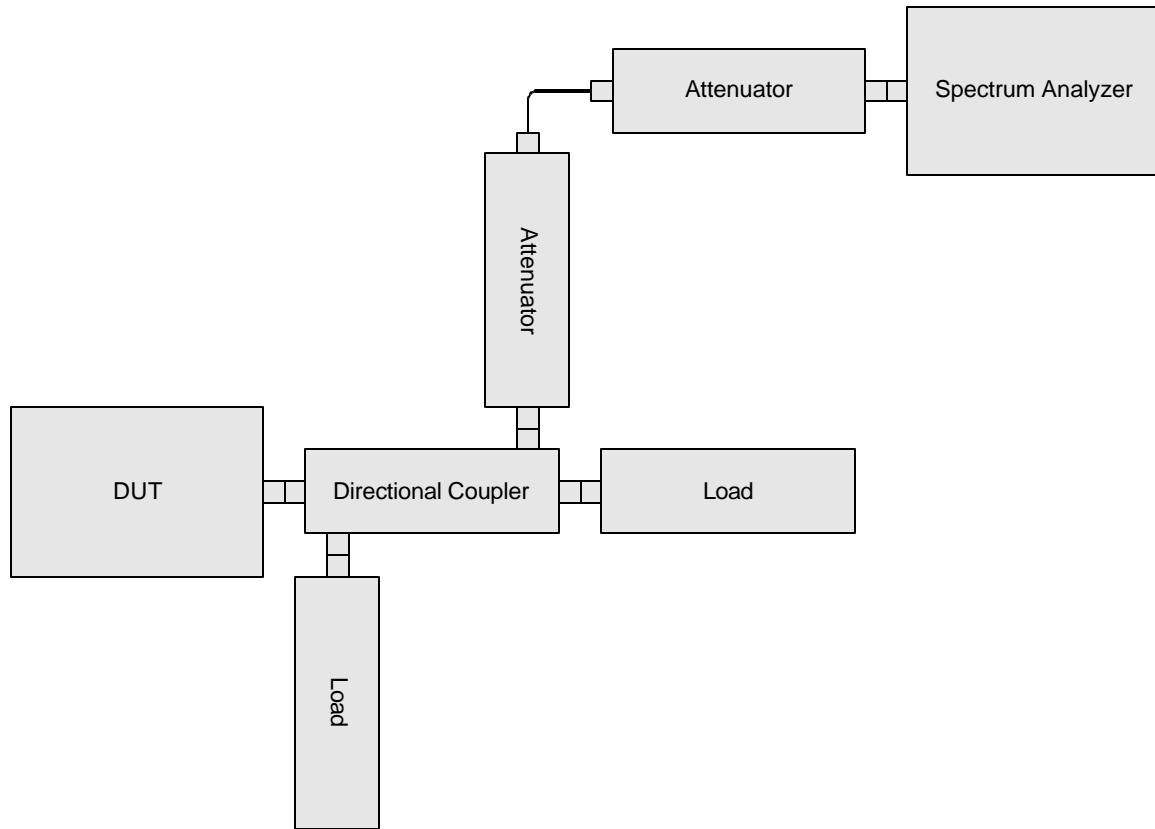 Attenuator
Spectrum Analyzer
Attenuator
DUT
Directional Coupler
Load
Load